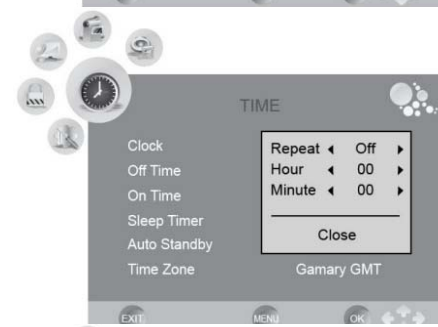 TIME
Clock
Off Time
On Time
Sleep Timer
Auto Standby
Time Zone
Repeat Off
Hour 00
Minute 00
Close
Gamary GMT
EXIT MENU OK